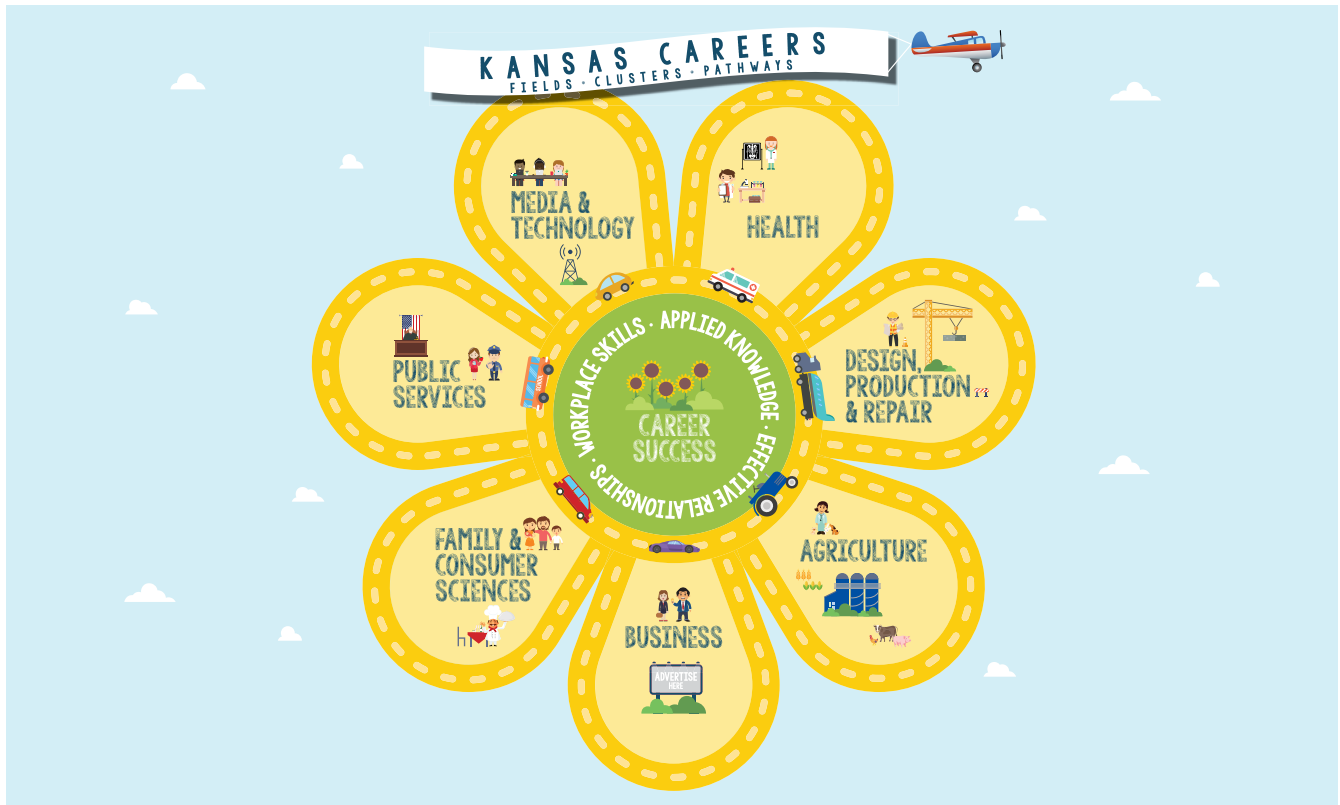 KANSAS CAREERS
FIELDS • CLUSTERS • PATHWAYS
MEDIA &
TECHNOLOGY
HEALTH
PUBLIC
SERVICES
DESIGN,
PRODUCTION
& REPAIR
WORKPLACE SKILLS · APPLIED KNOWLEDGE · EFFECTIVE RELATIONSHIPS ·
CAREER
SUCCESS
SCHOOL
FAMILY &
CONSUMER
SCIENCES
AGRICULTURE
BUSINESS
ADVERTISE
HERE